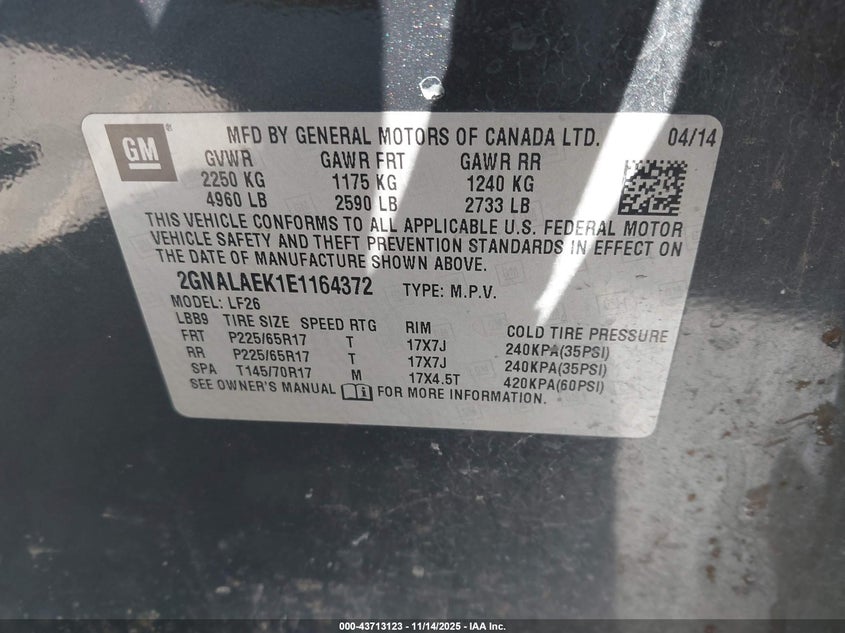 GM ® MFD BY GENERAL MOTORS OF CANADA LTD. 04/14
GVWR GAWR FRT GAWR RR
2250 KG 1175 KG 1240 KG
4960 LB 2590 LB 2733 LB
THIS VEHICLE CONFORMS TO ALL APPLICABLE U.S. FEDERAL MOTOR
VEHICLE SAFETY AND THEFT PREVENTION STANDARDS IN EFFECT ON
THE DATE OF MANUFACTURE SHOWN ABOVE.
2GNALAEK1E1164372 TYPE: M.P.V.
MODEL: LF26
LBB9 TIRE SIZE SPEED RTG RIM COLD TIRE PRESSURE
FRT P225/65R17 T 17X7J 240KPA(35PSI)
RR P225/65R17 T 17X7J 240KPA(35PSI)
SPA T145/70R17 M 17X4.5T 420KPA(60PSI)
SEE OWNER'S MANUAL FOR MORE INFORMATION.
000-43713123 - 11/14/2025 - IAA Inc.